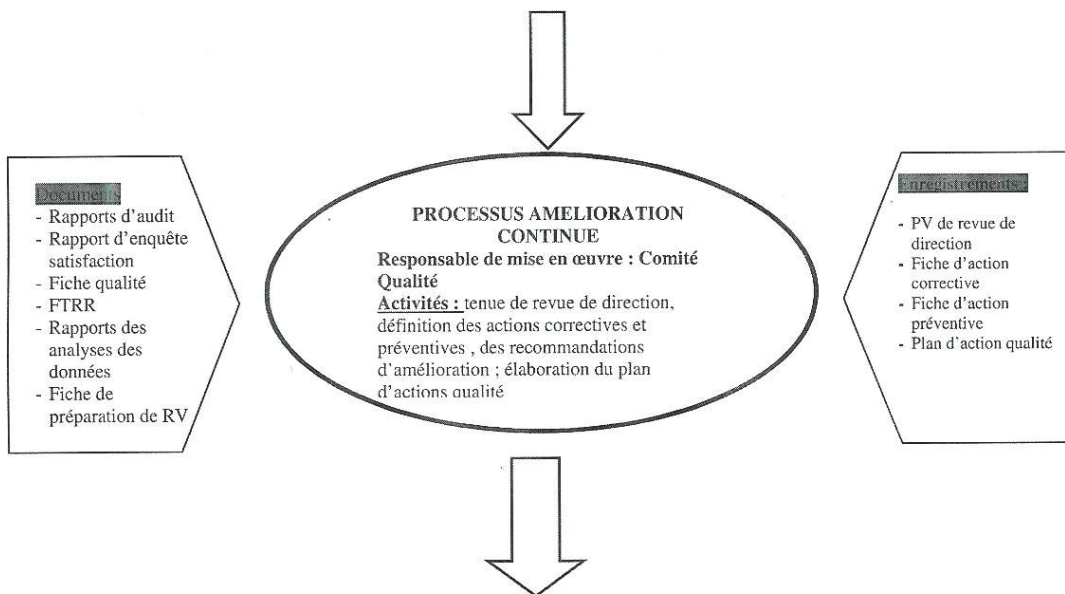 Documents
- Rapports d'audit
- Rapport d'enquête
satisfaction
- Fiche qualité
- FTRR
- Rapports des
analyses des
données
- Fiche de
préparation de RV
PROCESSUS AMELIORATION
CONTINUE
Responsable de mise en œuvre : Comité
Qualité
Activités : tenue de revue de direction,
définition des actions correctives et
préventives , des recommandations
d'amélioration ; élaboration du plan
d'actions qualité
Enregistrements :
- PV de revue de
direction
- Fiche d'action
corrective
- Fiche d'action
préventive
- Plan d'action qualité